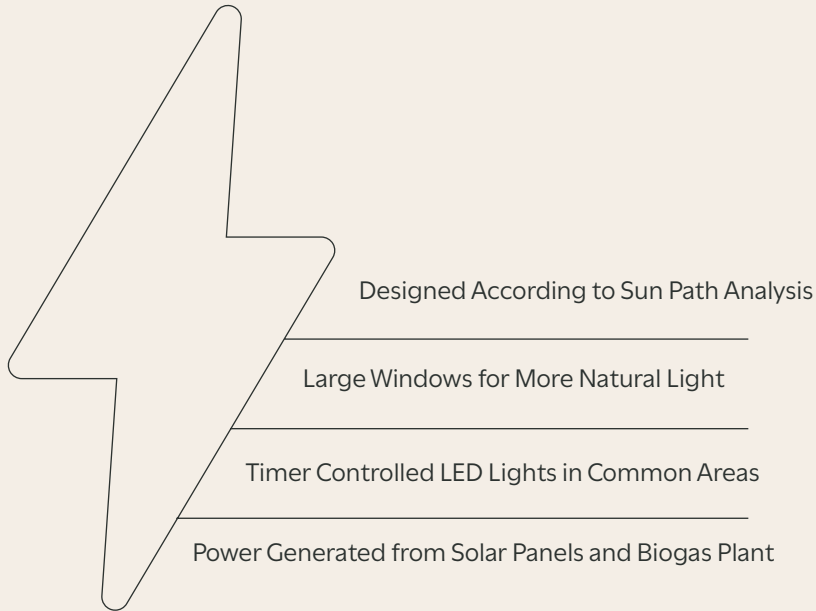 Designed According to Sun Path Analysis
Large Windows for More Natural Light
Timer Controlled LED Lights in Common Areas
Power Generated from Solar Panels and Biogas Plant